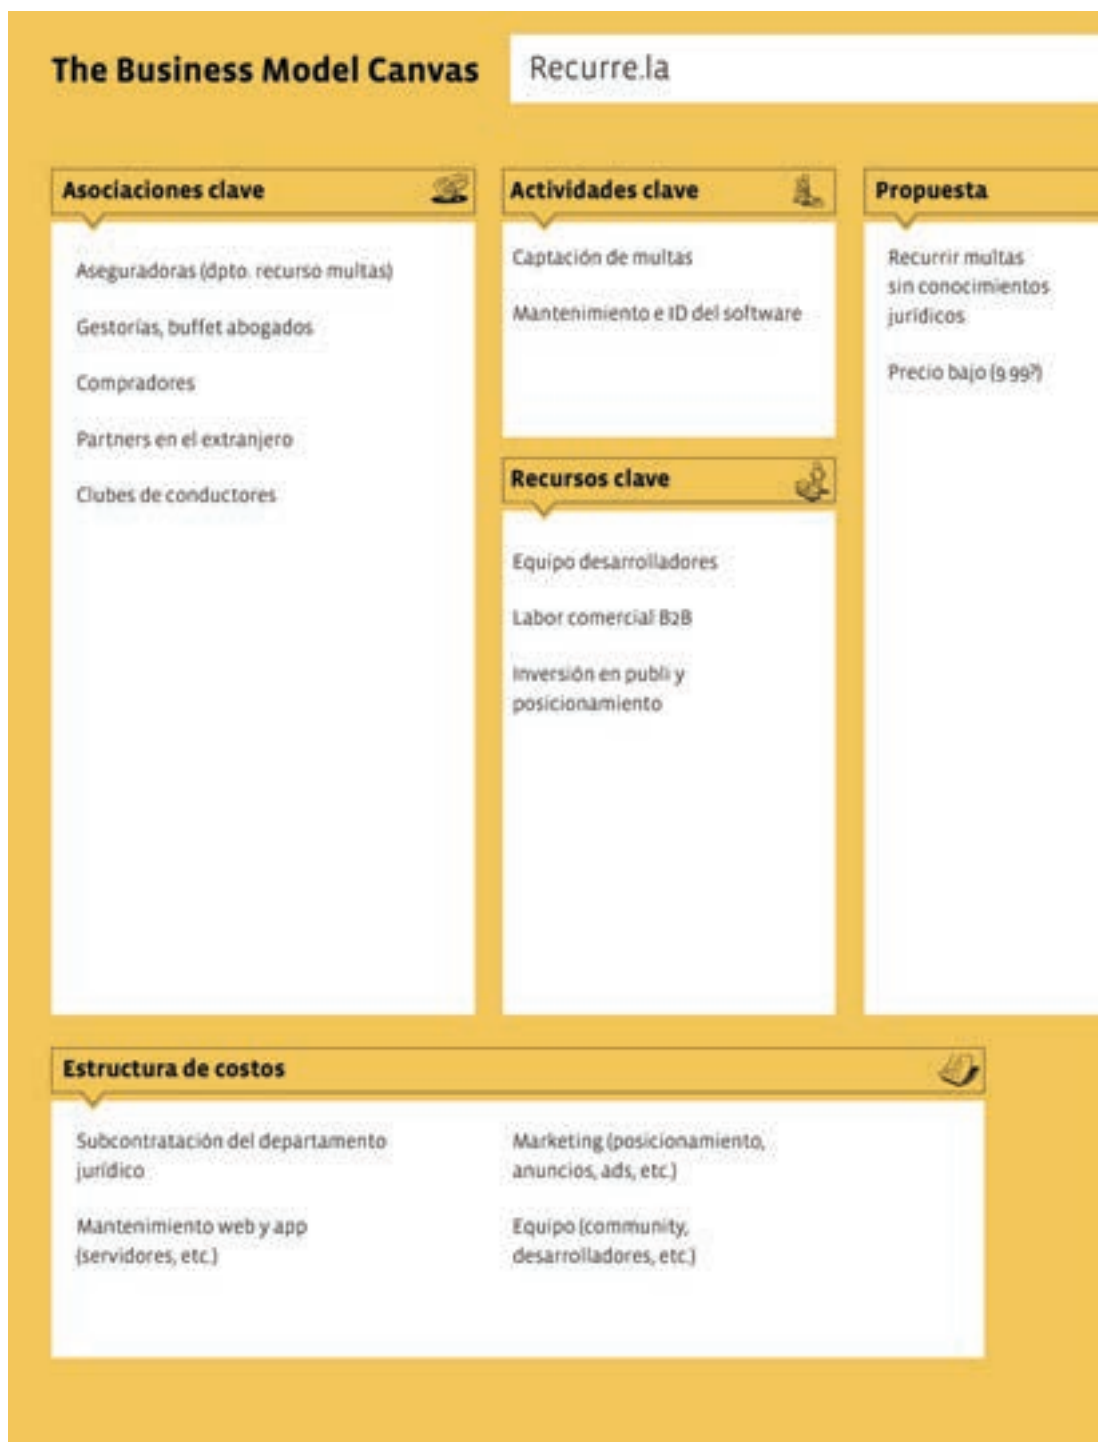 The Business Model Canvas
Recurre.la
Asociaciones clave
Aseguradoras (dpto. recurso multas)
Gestorías, buffet abogados
Compradores
Partners en el extranjero
Clubes de conductores
Actividades clave
Captación de multas
Mantenimiento e ID del software
Recursos clave
Equipo desarrolladores
Labor comercial B2B
Inversión en publi y
posicionamiento
Propuesta
Recurrir multas
sin conocimientos
jurídicos
Precio bajo (9.99?)
Estructura de costos
Subcontratación del departamento
jurídico
Mantenimiento web y app
(servidores, etc.)
Marketing (posicionamiento,
anuncios, ads, etc.)
Equipo (community,
desarrolladores, etc.)